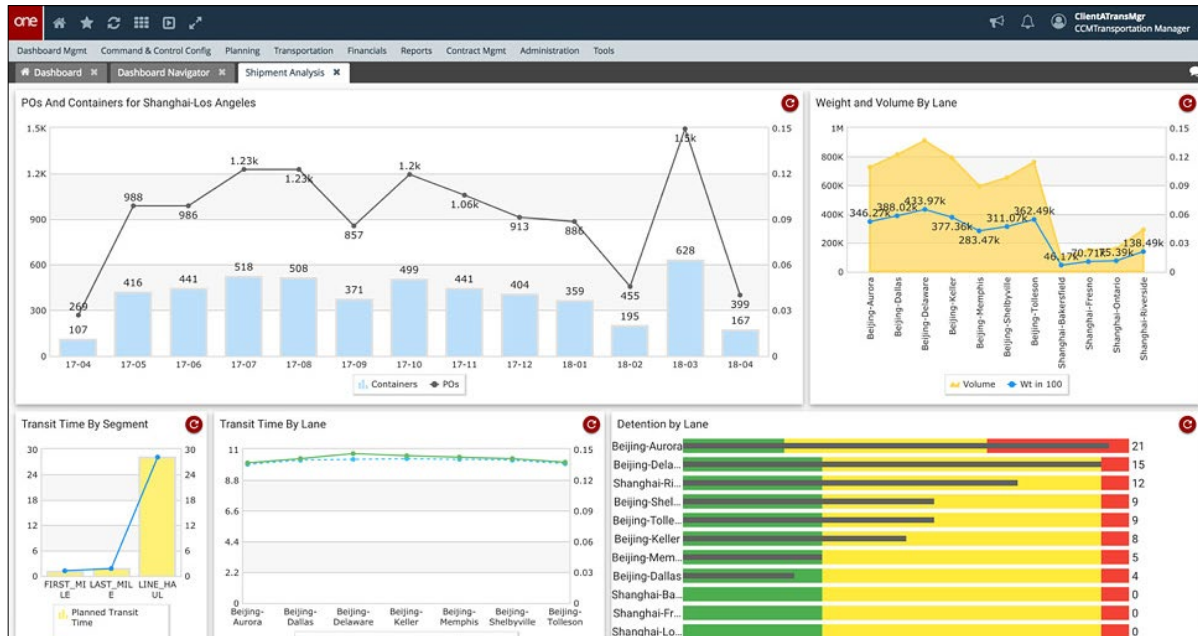 one
ClientATransMgr
CCMTransportation Manager
Dashboard Mgmt Command & Control Config Planning Transportation Financials Reports Contract Mgmt Administration Tools
Dashboard Dashboard Navigator Shipment Analysis
POs And Containers for Shanghai-Los Angeles
1.5K 0.15
1.2K 0.12
900 0.09
600 0.06
300 0.03
0 0
269 988 986 1.23k 1.23k 857 1.2k 1.06k 913 886 455 1.5k 399
107 416 441 518 508 371 499 441 404 359 195 628 167
17-04 17-05 17-06 17-07 17-08 17-09 17-10 17-11 17-12 18-01 18-02 18-03 18-04
Containers POs
Weight and Volume By Lane
1M 0.15
800K 0.12
600K 0.09
400K 0.06
200K 0.03
0 0
346.27k 388.02k 433.97k 377.36k 283.47k 311.07k 362.49k 46.17k 70.71k 75.39k 138.49k
Beijing-Aurora
Beijing-Dallas
Beijing-Delaware
Beijing-Keller
Beijing-Memphis
Beijing-Shelbyville
Beijing-Tolleson
Shanghai-Bakersfield
Shanghai-Fresno
Shanghai-Ontario
Shanghai-Riverside
Volume Wt in 100
Transit Time By Segment
30 30
24 24
18 18
12 12
6 6
0 0
FIRST_MI LAST_MIL LINE_HA
LE E UL
Planned Transit
Time
Transit Time By Lane
11 0.15
8.8 0.12
6.6 0.09
4.4 0.06
2.2 0.03
0 0
Beijing- Beijing- Beijing- Beijing- Beijing- Beijing- Beijing-
Aurora Dallas Delaware Keller Memphis Shelbyville Tolleson
Detention by Lane
Beijing-Aurora 21
Beijing-Dela... 15
Shanghai-Ri... 12
Beijing-Shel... 9
Beijing-Tolle... 9
Beijing-Keller 8
Beijing-Mem... 5
Beijing-Dallas 4
Shanghai-Ba... 0
Shanghai-Fr... 0
Shanghai-Lo... 0